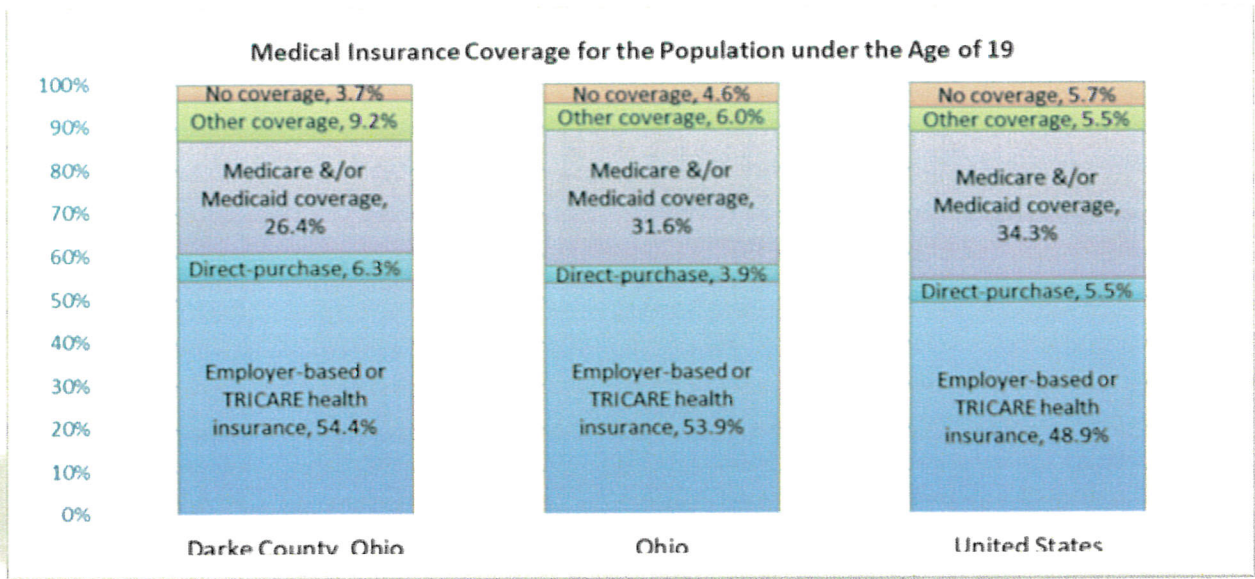 Medical Insurance Coverage for the Population under the Age of 19
100%
90%
80%
70%
60%
50%
40%
30%
20%
10%
0%
No coverage, 3.7%
Other coverage, 9.2%
Medicare &/or
Medicaid coverage,
26.4%
Direct-purchase, 6.3%
Employer-based or
TRICARE health
insurance, 54.4%
Darke County, Ohio
No coverage, 4.6%
Other coverage, 6.0%
Medicare &/or
Medicaid coverage,
31.6%
Direct-purchase, 3.9%
Employer-based or
TRICARE health
insurance, 53.9%
Ohio
No coverage, 5.7%
Other coverage, 5.5%
Medicare &/or
Medicaid coverage,
34.3%
Direct-purchase, 5.5%
Employer-based or
TRICARE health
insurance, 48.9%
United States